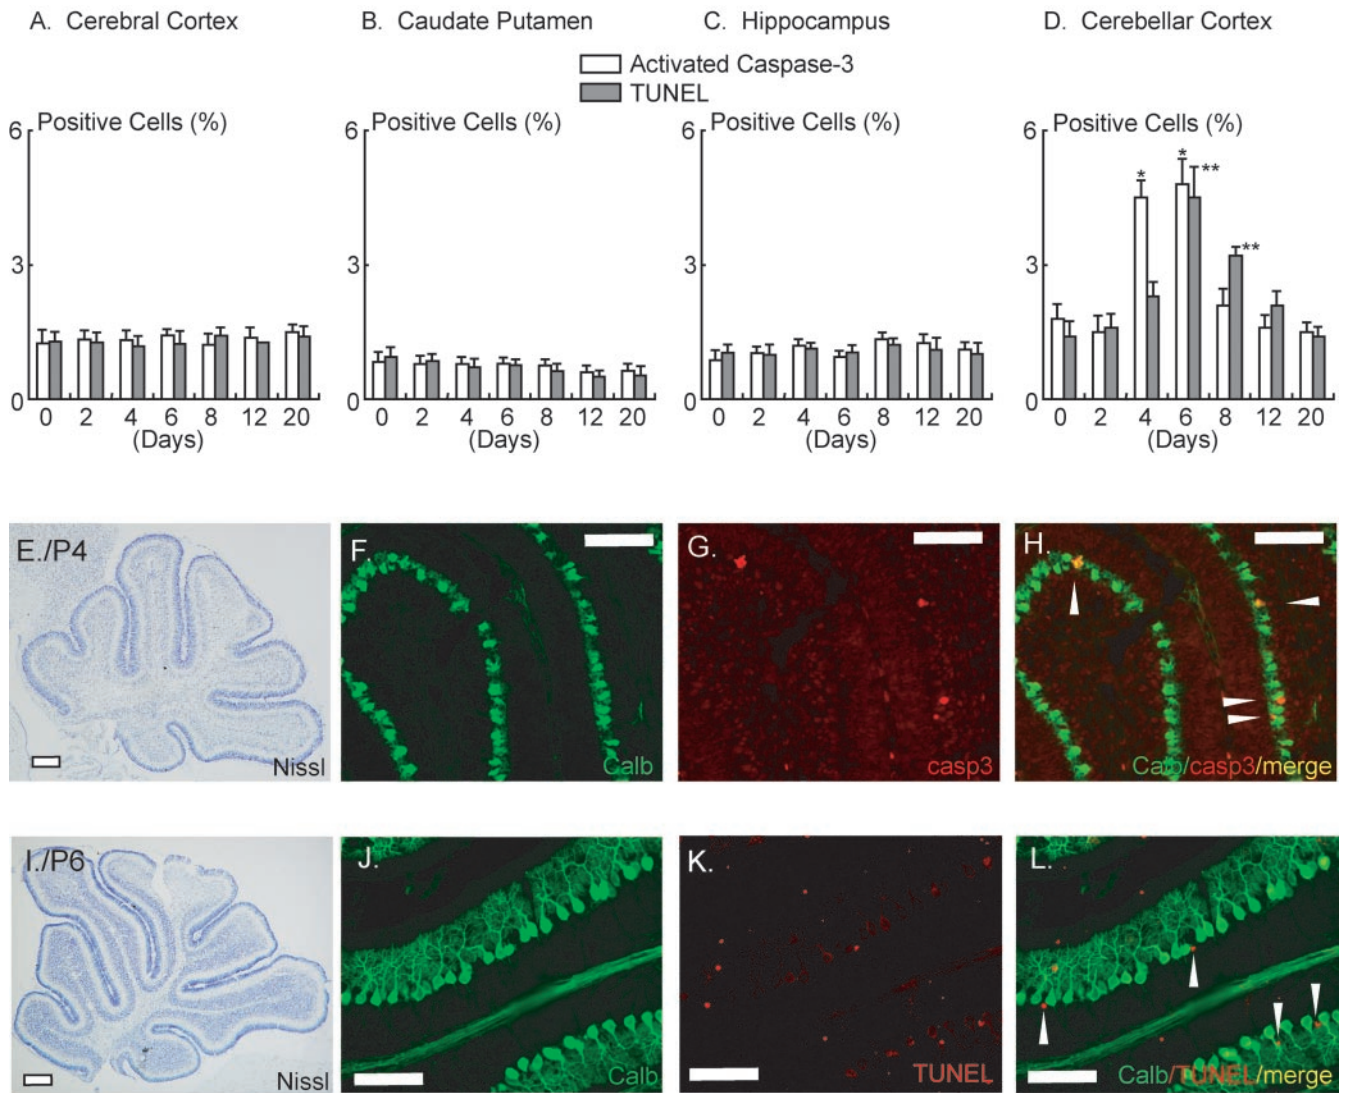 A. Cerebral Cortex
B. Caudate Putamen
C. Hippocampus
D. Cerebellar Cortex
Activated Caspase-3
TUNEL
Positive Cells (%)
6
3
0
0 2 4 6 8 12 20
(Days)
Positive Cells (%)
6
3
0
0 2 4 6 8 12 20
(Days)
Positive Cells (%)
6
3
0
0 2 4 6 8 12 20
(Days)
Positive Cells (%)
6
3
0
* * ** **
0 2 4 6 8 12 20
(Days)
E./P4
Nissl
F.
Calb
G.
casp3
H.
Calb/casp3/merge
I./P6
Nissl
J.
Calb
K.
TUNEL
L.
Calb/TUNEL/merge